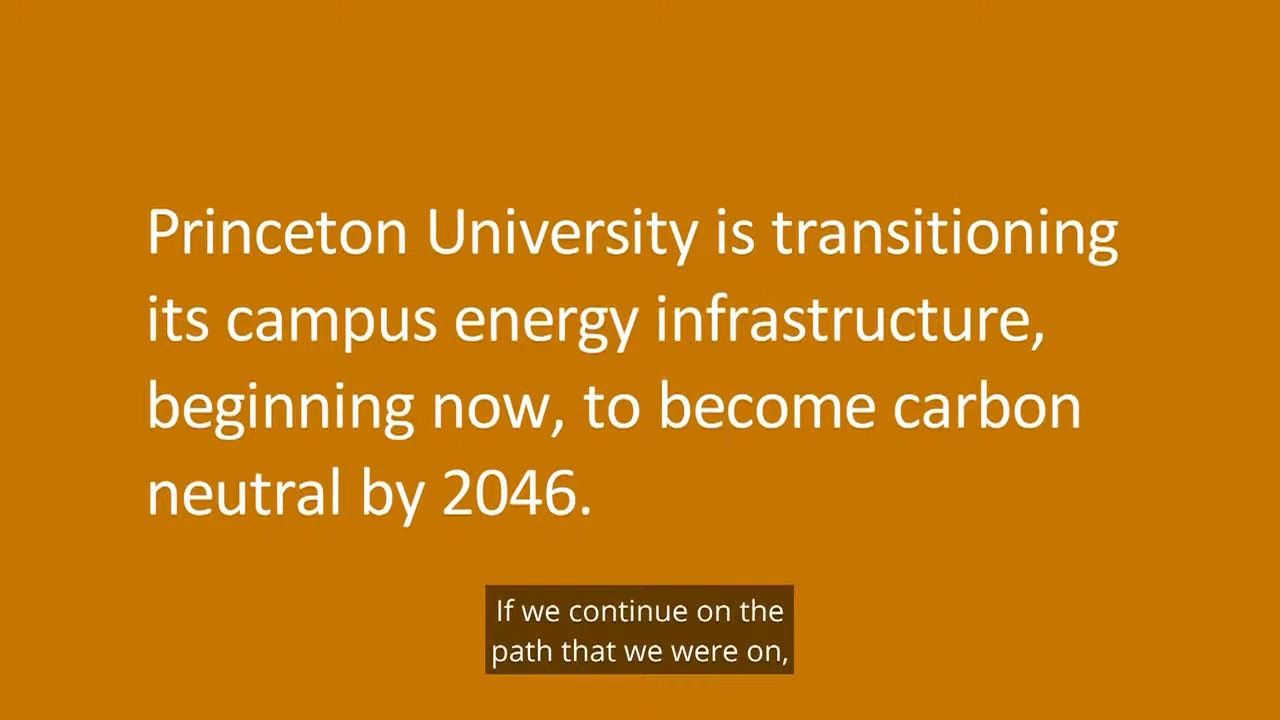 Princeton University is transitioning
its campus energy infrastructure,
beginning now, to become carbon
neutral by 2046.
If we continue on the
path that we were on,